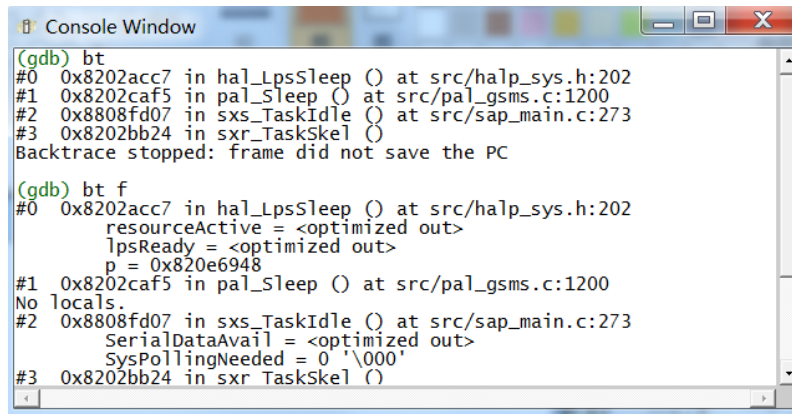 Console Window
(gdb) bt
#0  0x8202acc7 in hal_LpsSleep () at src/halp_sys.h:202
#1  0x8202caf5 in pal_Sleep () at src/pal_gsms.c:1200
#2  0x8808fd07 in sxs_TaskIdle () at src/sap_main.c:273
#3  0x8202bb24 in sxr_TaskSkel ()
Backtrace stopped: frame did not save the PC
(gdb) bt f
#0  0x8202acc7 in hal_LpsSleep () at src/halp_sys.h:202
resourceActive = <optimized out>
lpsReady = <optimized out>
p = 0x820e6948
#1  0x8202caf5 in pal_Sleep () at src/pal_gsms.c:1200
No locals.
#2  0x8808fd07 in sxs_TaskIdle () at src/sap_main.c:273
SerialDataAvail = <optimized out>
SysPollingNeeded = 0 '\000'
#3  0x8202bb24 in sxr_TaskSkel ()